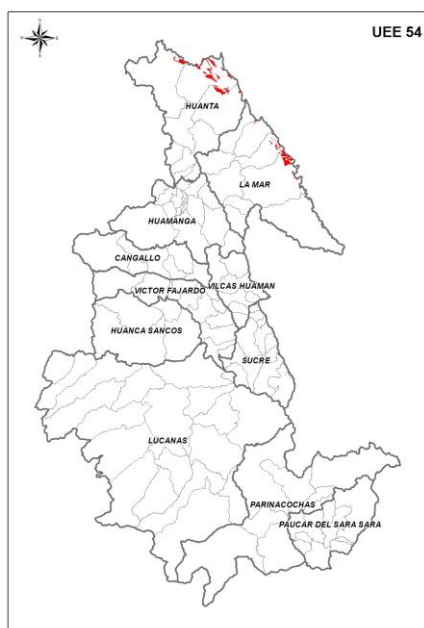 UEE 54
HUANTA
LA MAR
HUAMANGA
CANGALLO
VILCAS HUAMAN
VICTOR FAJARDO
HUANCA SANCOS
SUCRE
LUCANAS
PARINACOCHAS
PAUCAR DEL SARA SARA